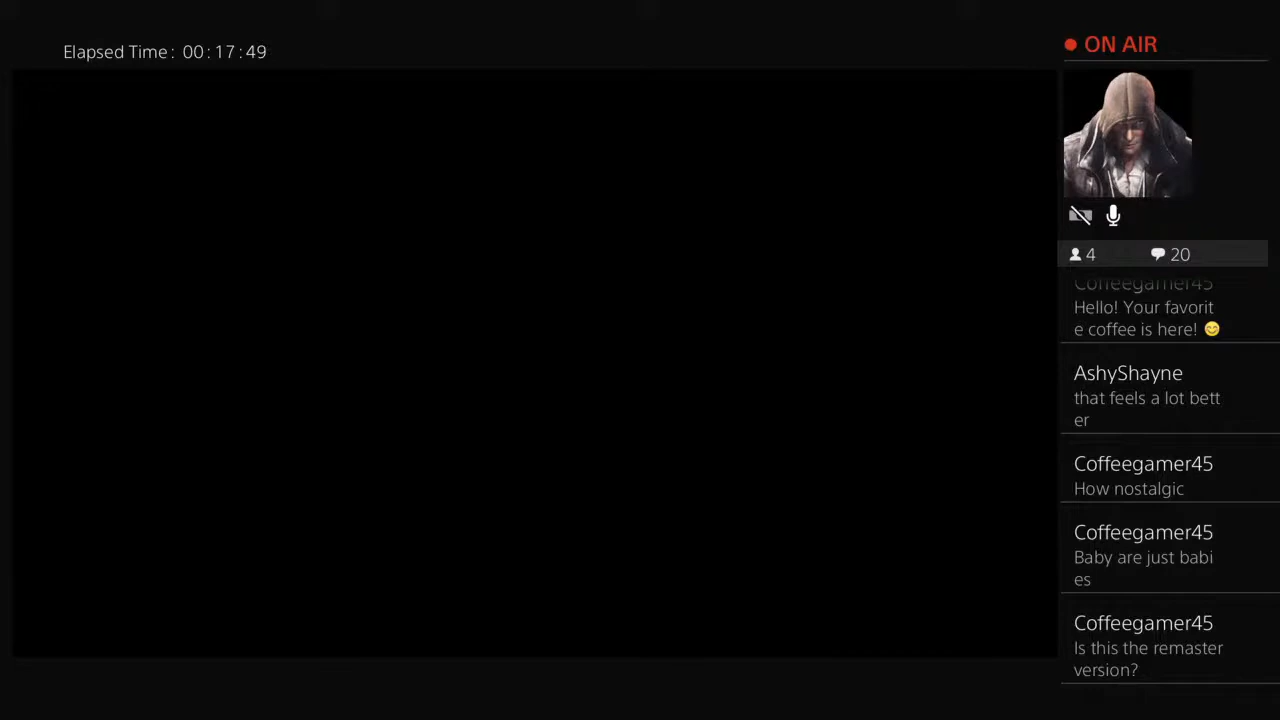 Elapsed Time: 00:17:49
ON AIR
4 20
Coffeegamer45
Hello! Your favorit
e coffee is here! 😊
AshyShayne
that feels a lot bett
er
Coffeegamer45
How nostalgic
Coffeegamer45
Baby are just babi
es
Coffeegamer45
Is this the remaster
version?